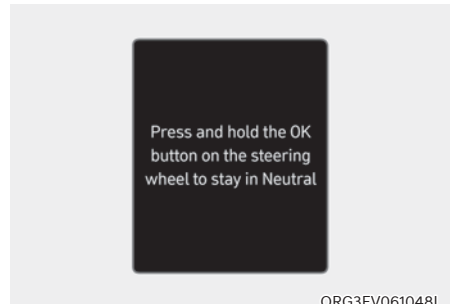 Press and hold the OK
button on the steering
wheel to stay in Neutral
ORG3EV061048L